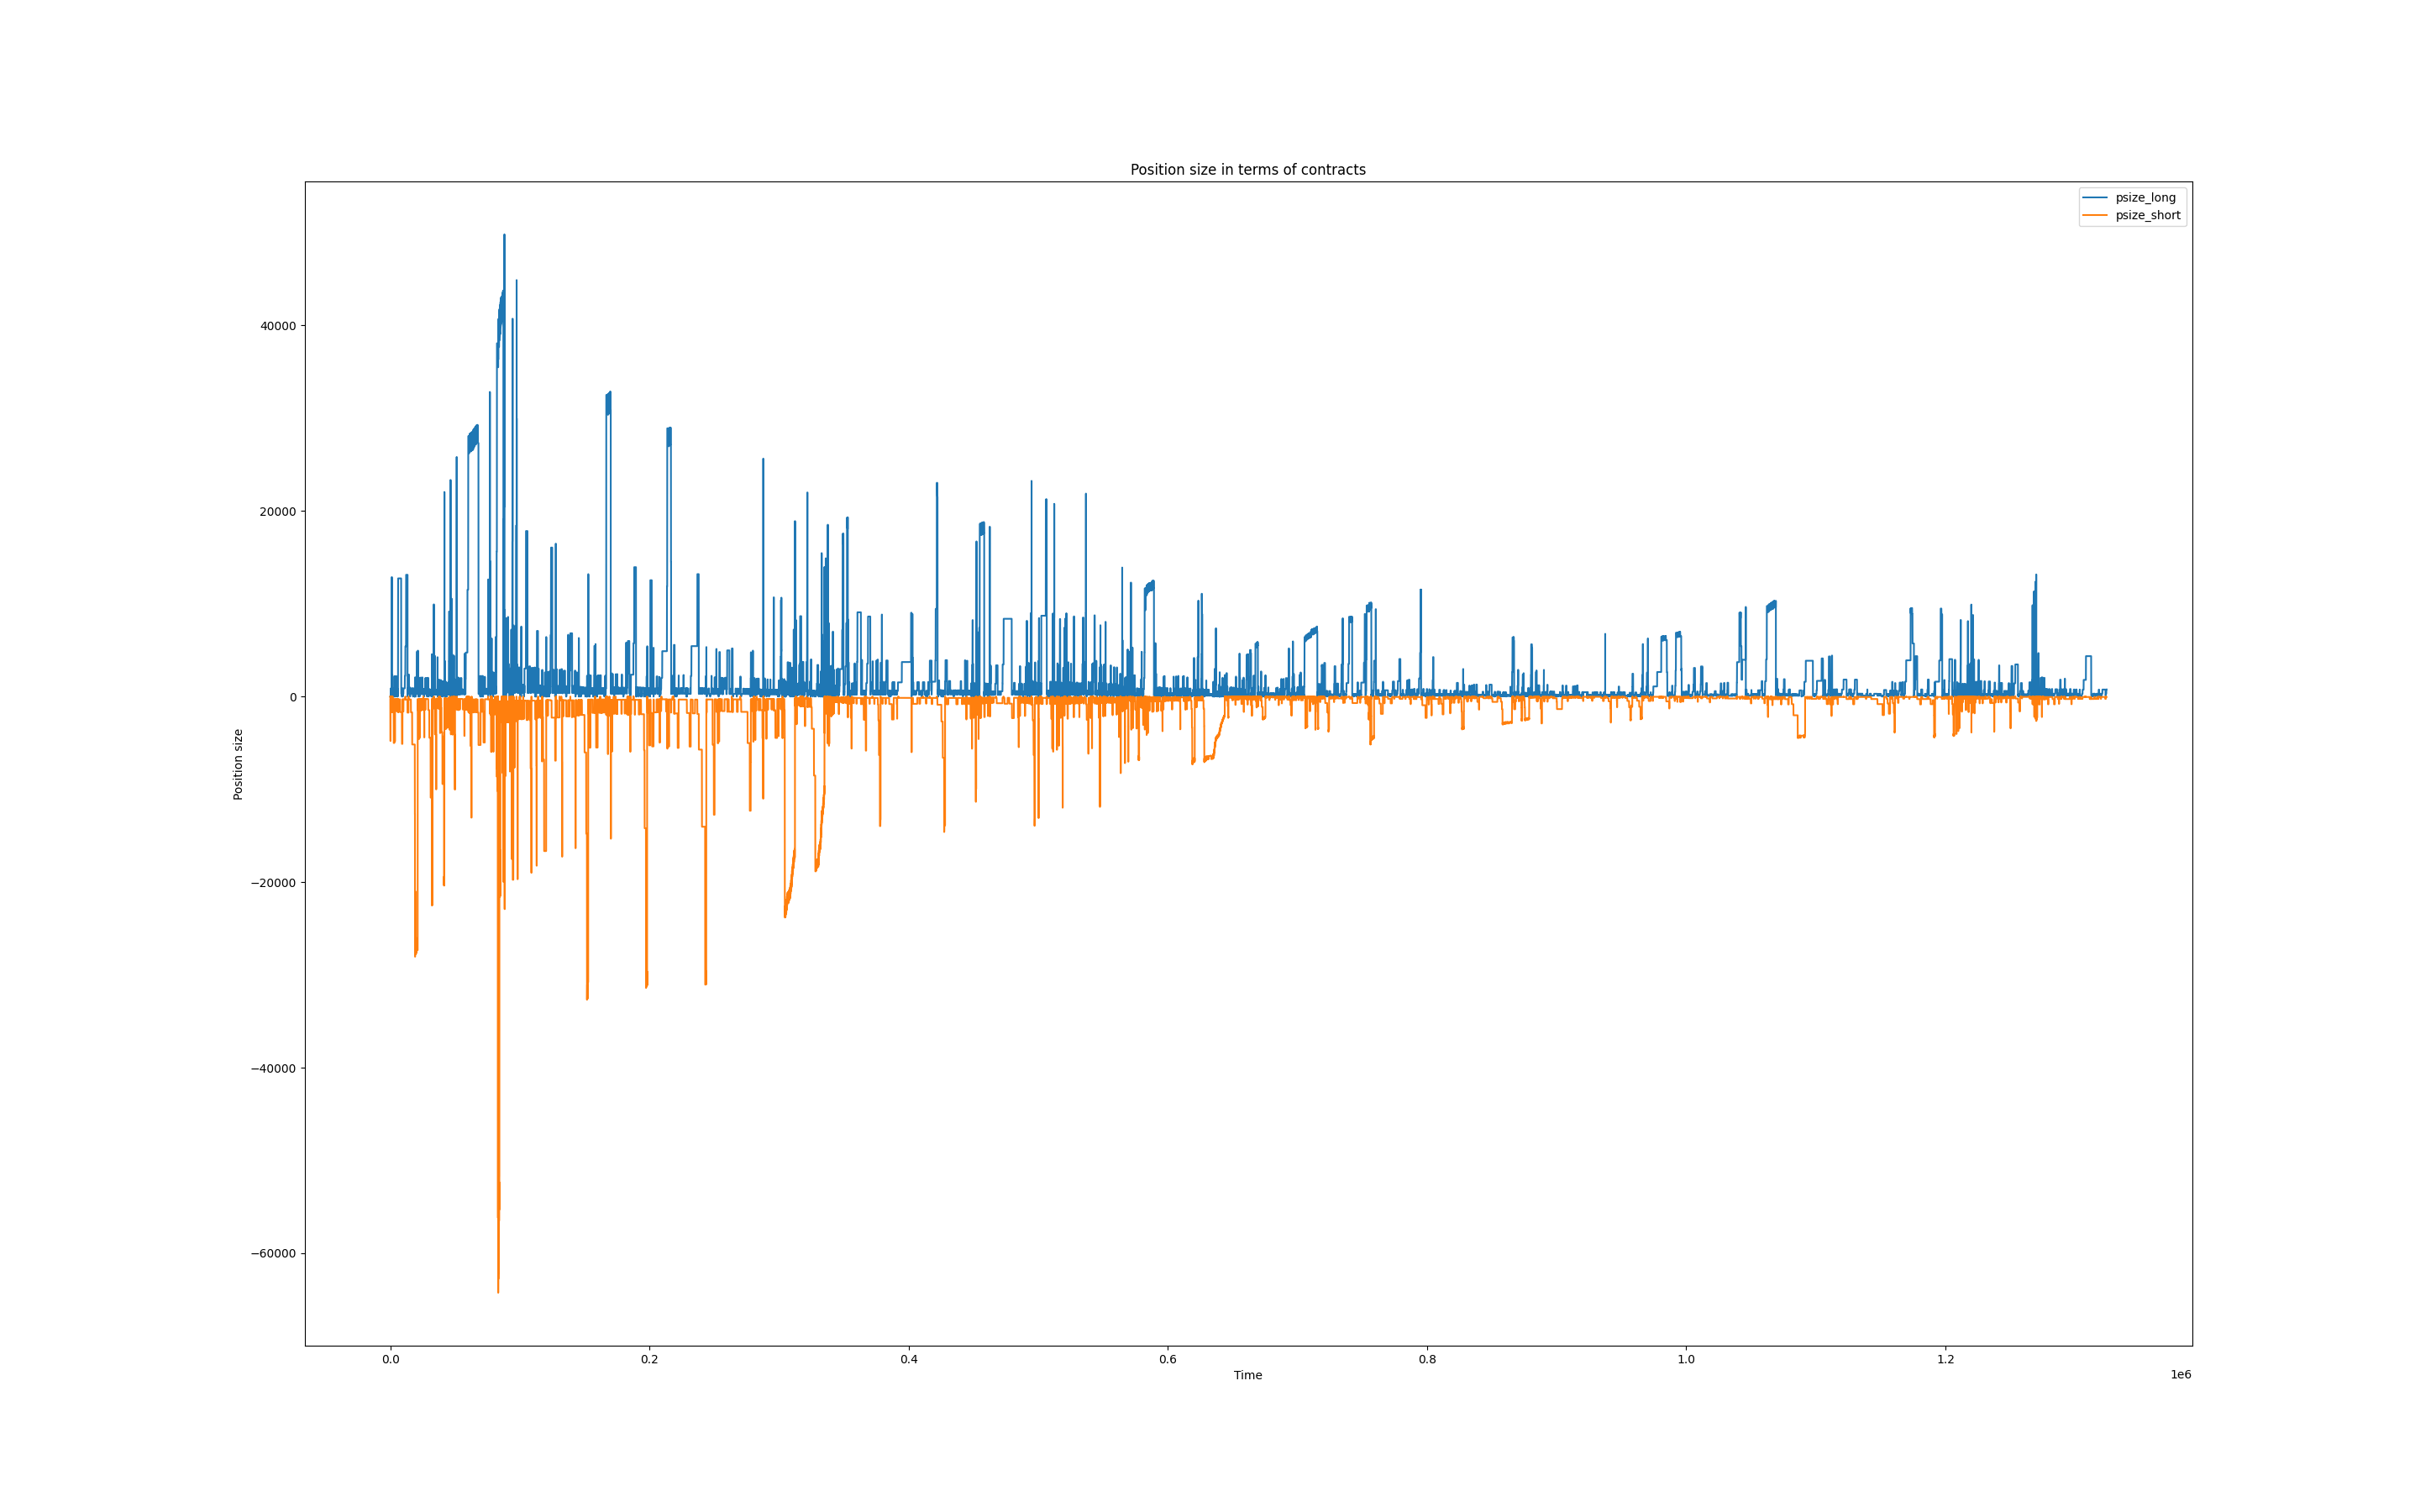 Position size in terms of contracts
psize_long
psize_short
Position size
40000
20000
0
−20000
−40000
−60000
0.0
0.2
0.4
0.6
0.8
1.0
1.2
1e6
Time